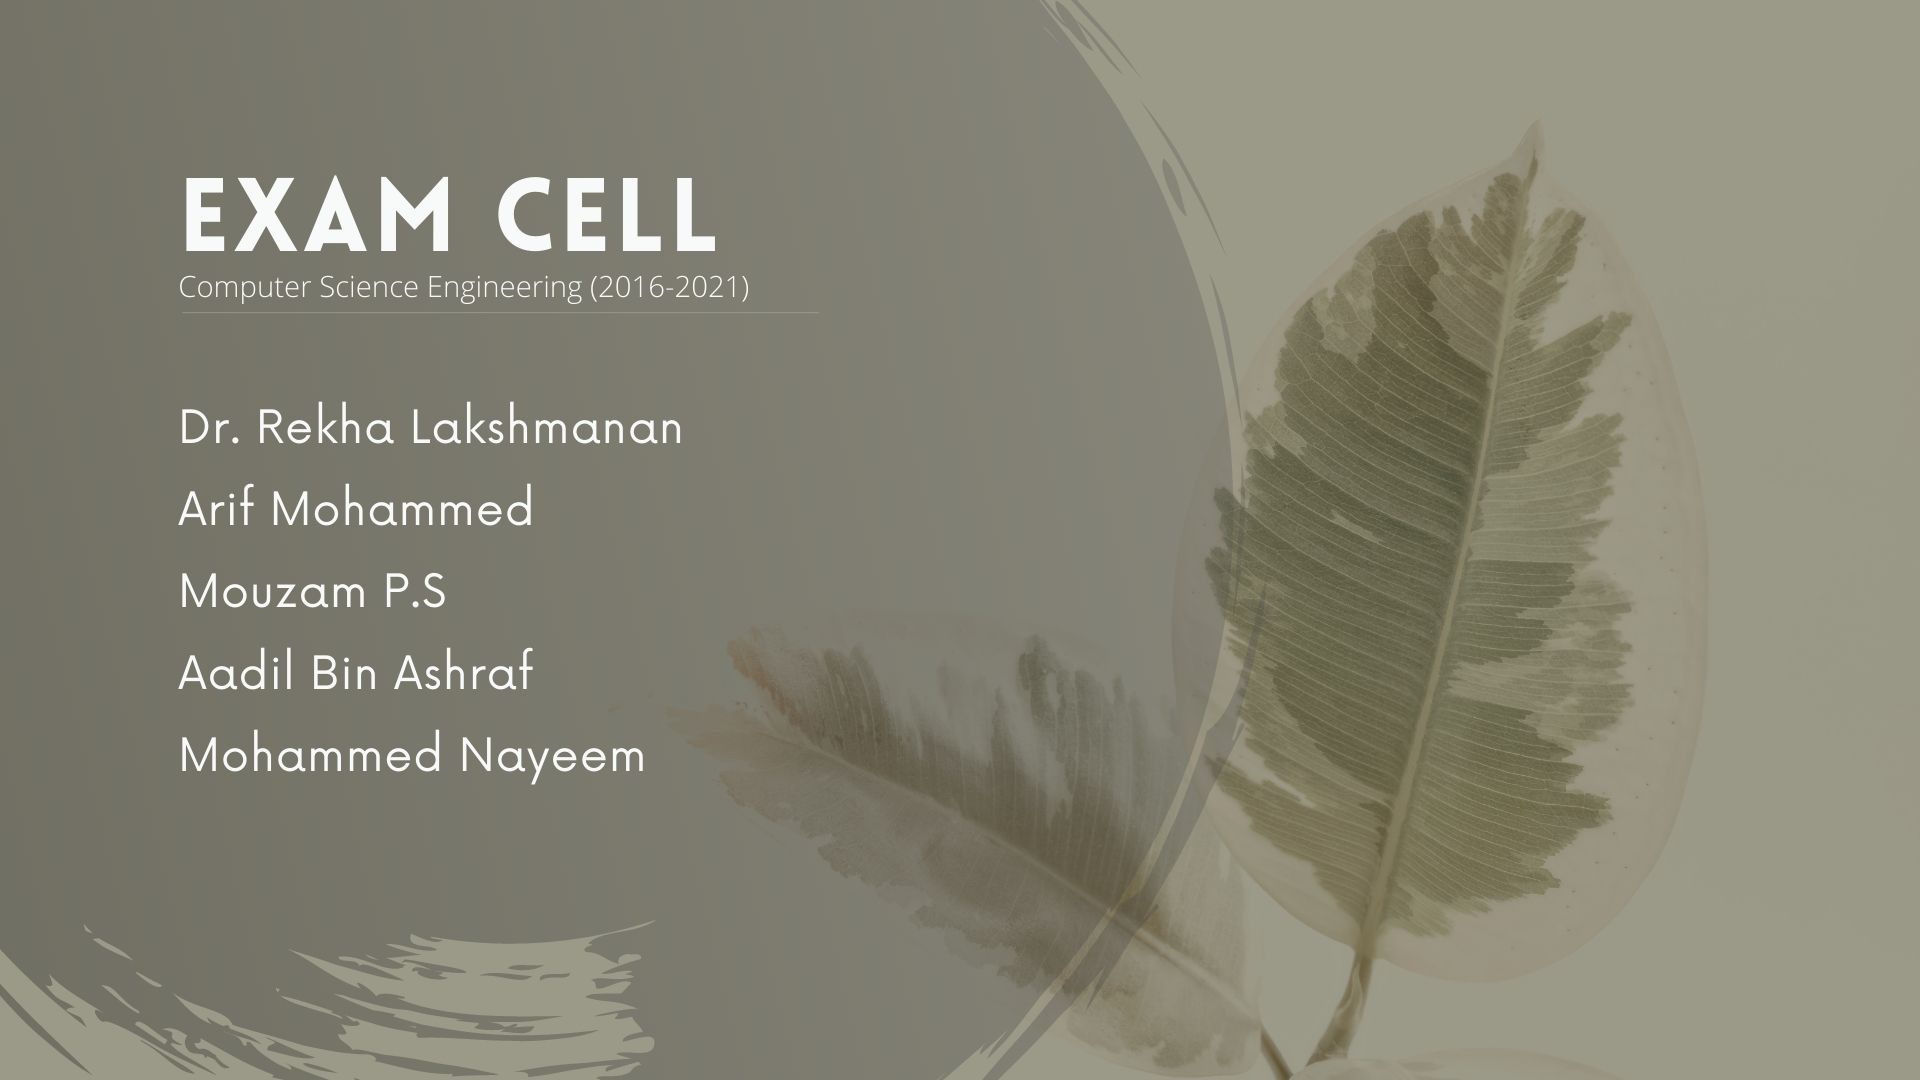 EXAM CELL
Computer Science Engineering (2016-2021)
Dr. Rekha Lakshmanan
Arif Mohammed
Mouzam P.S
Aadil Bin Ashraf
Mohammed Nayeem